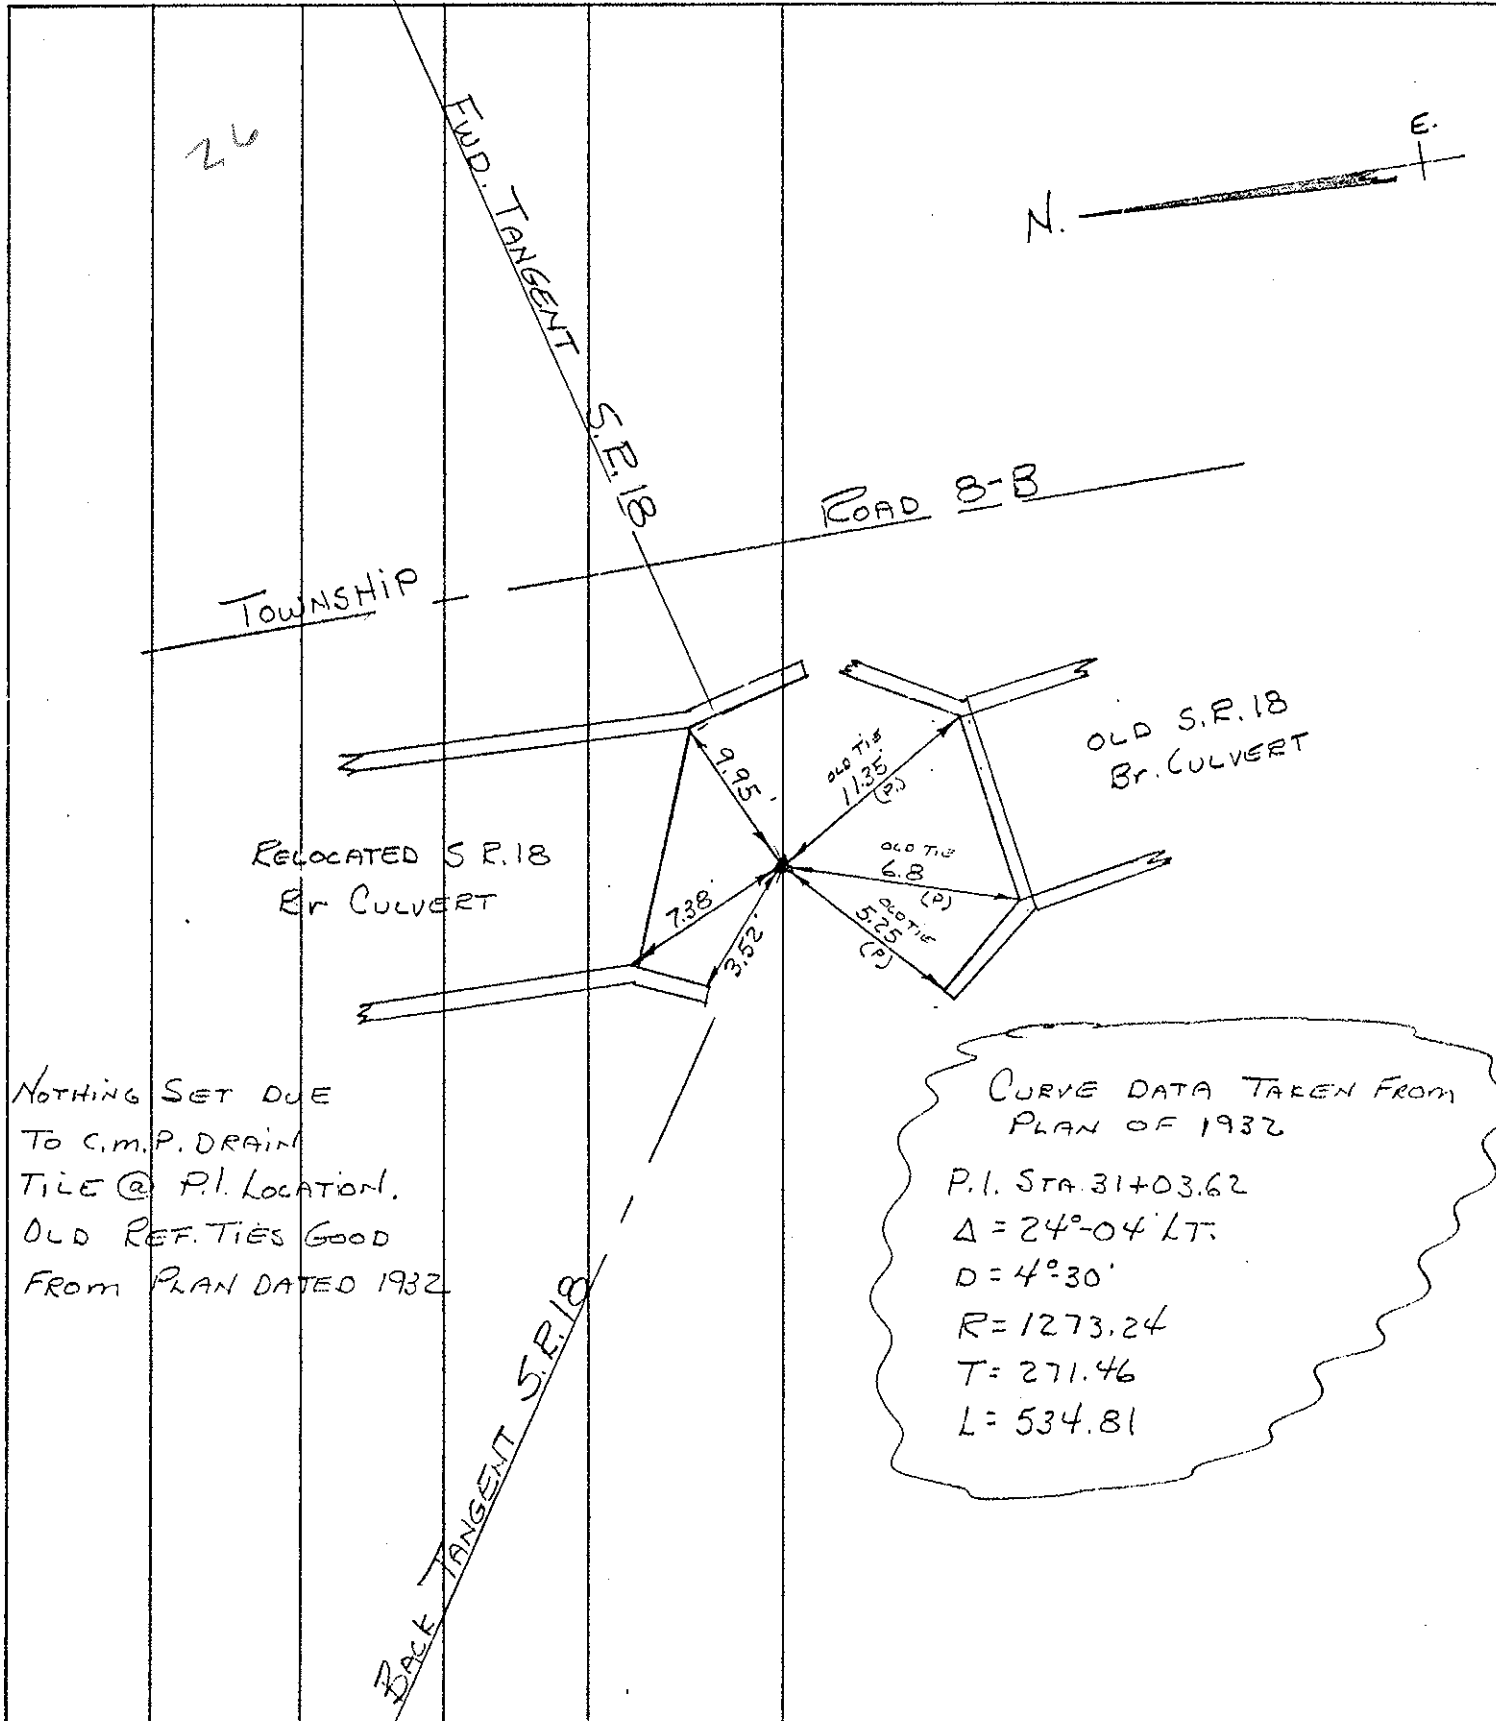 26
E.
N.
FWD. TANGENT S.R. 18
TOWNSHIP ROAD 8-B
OLD S.R. 18
Br. CULVERT
9.95'
OLD TIE
11.35'
(P.)
RELOCATED S R. 18
Br CULVERT
OLD TIE
6.8
(P)
7.38'
3.52'
OLD TIE
5.25
(P)
NOTHING SET DUE
TO C.M.P. DRAIN
TILE @ P.I. LOCATION.
OLD REF. TIES GOOD
FROM PLAN DATED 1932
CURVE DATA TAKEN FROM
PLAN OF 1932
P.I. STA. 31+03.62
Δ = 24°-04' LT.
D = 4°-30'
R = 1273.24
T = 271.46
L = 534.81
BACK TANGENT S.R. 18